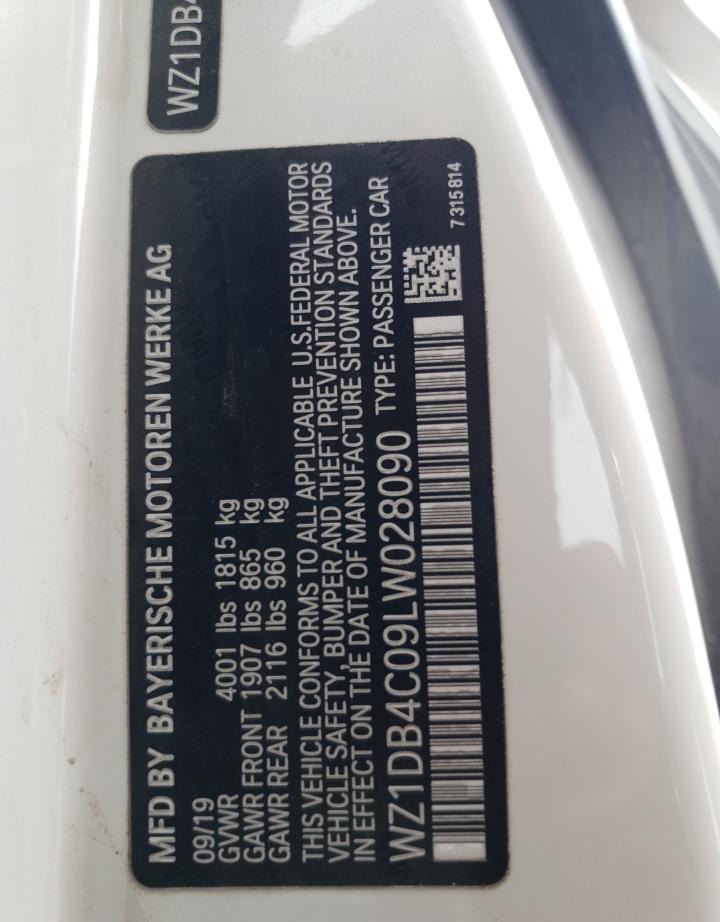 WZ1DB4
MFD BY BAYERISCHE MOTOREN WERKE AG
09/19
GVWR 4001 lbs 1815 kg
GAWR FRONT 1907 lbs 865 kg
GAWR REAR 2116 lbs 960 kg
THIS VEHICLE CONFORMS TO ALL APPLICABLE U.S.FEDERAL MOTOR
VEHICLE SAFETY, BUMPER AND THEFT PREVENTION STANDARDS
IN EFFECT ON THE DATE OF MANUFACTURE SHOWN ABOVE.
WZ1DB4C09LW028090 TYPE: PASSENGER CAR
7315814